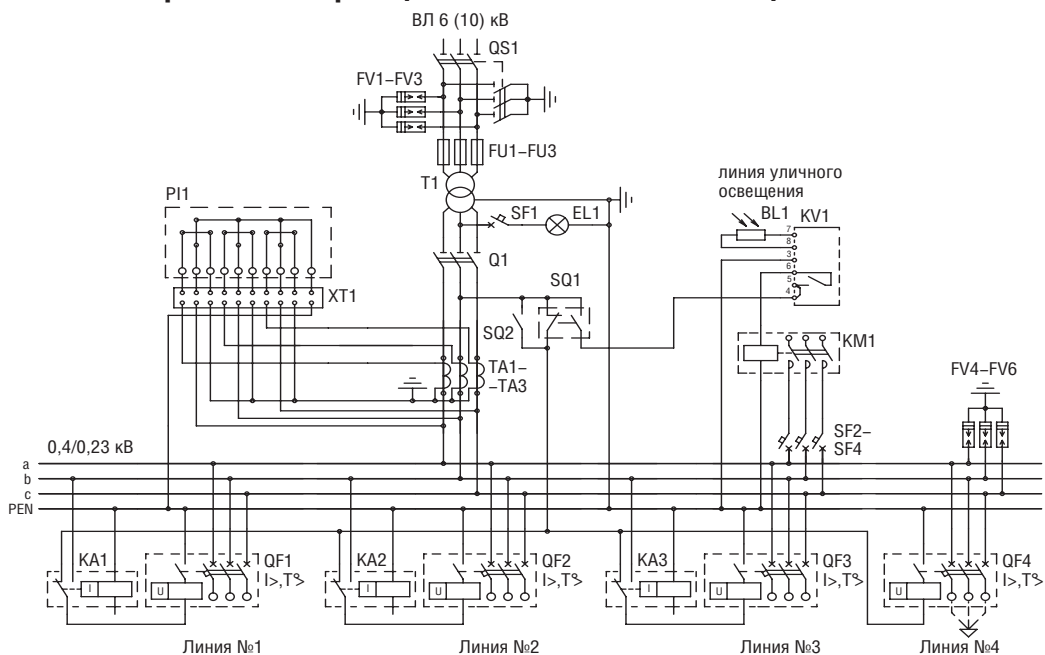 ВЛ 6 (10) кВ
QS1
FV1–FV3
FU1–FU3
T1
линия уличного
освещения
PI1
SF1
EL1
BL1
KV1
7
8
3
6
5
4
Q1
XT1
SQ1
SQ2
KM1
TA1–
–TA3
FV4–FV6
0,4/0,23 кВ
SF2–
SF4
a
b
c
PEN
KA1
QF1
I>,T°>
I
U
KA2
QF2
I>,T°>
I
U
KA3
QF3
I>,T°>
I
U
QF4
I>,T°>
U
Линия №1
Линия №2
Линия №3
Линия №4